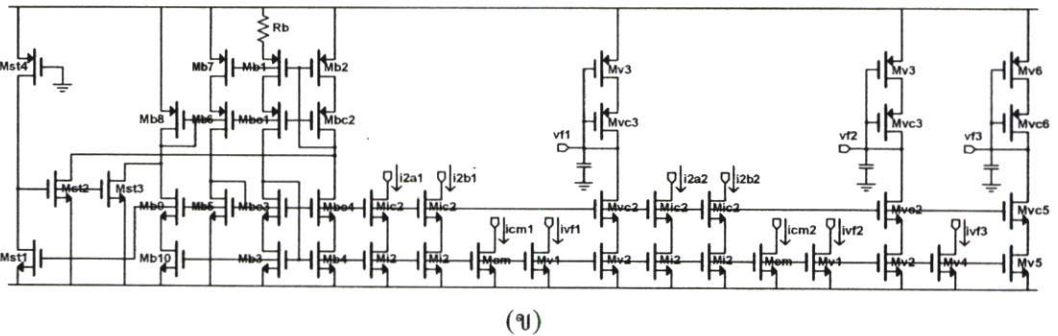 Rb
Mst4
Mb7
Mb1
Mb2
Mv3
Mv3
Mv6
Mb8
Mb6
Mbc1
Mbc2
Mvc3
Mvc3
Mvc6
vf1
vf2
vf3
Mst2
Mst3
i2a1
i2b1
i2a2
i2b2
Mb9
Mb5
Mbc3
Mbc4
Mic2
Mic2
Mvc2
Mic2
Mic2
Mvc2
Mvc5
icm1
ivf1
icm2
ivf2
ivf3
Mst1
Mb10
Mb3
Mb4
Mi2
Mi2
Mcm
Mv1
Mv2
Mi2
Mi2
Mcm
Mv1
Mv2
Mv4
Mv5
(ข)